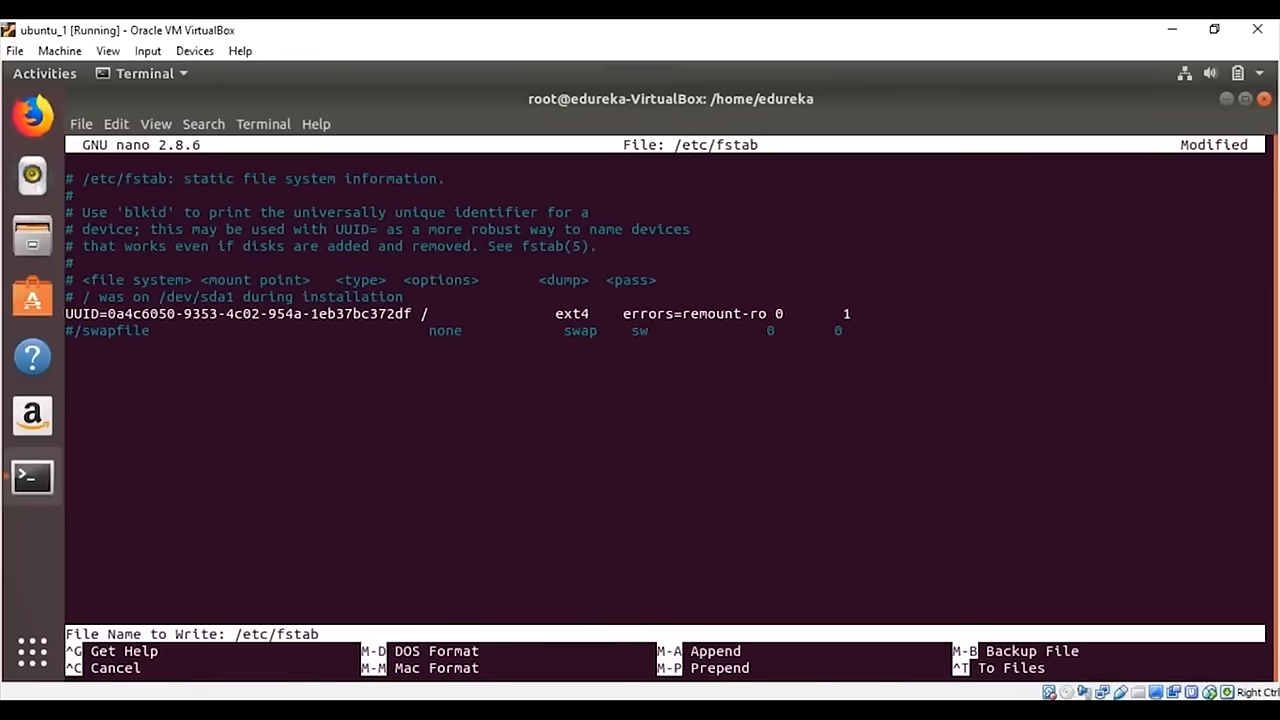 ubuntu_1 [Running] - Oracle VM VirtualBox
File Machine View Input Devices Help
Activities Terminal
root@edureka-VirtualBox: /home/edureka
File Edit View Search Terminal Help
GNU nano 2.8.6 File: /etc/fstab Modified
# /etc/fstab: static file system information.
#
# Use 'blkid' to print the universally unique identifier for a
# device; this may be used with UUID= as a more robust way to name devices
# that works even if disks are added and removed. See fstab(5).
#
# <file system> <mount point> <type> <options> <dump> <pass>
# / was on /dev/sda1 during installation
UUID=0a4c6050-9353-4c02-954a-1eb37bc372df / ext4 errors=remount-ro 0 1
#/swapfile none swap sw 0 0
File Name to Write: /etc/fstab
^G Get Help M-D DOS Format M-A Append M-B Backup File
^C Cancel M-M Mac Format M-P Prepend ^T To Files
Right Ctrl